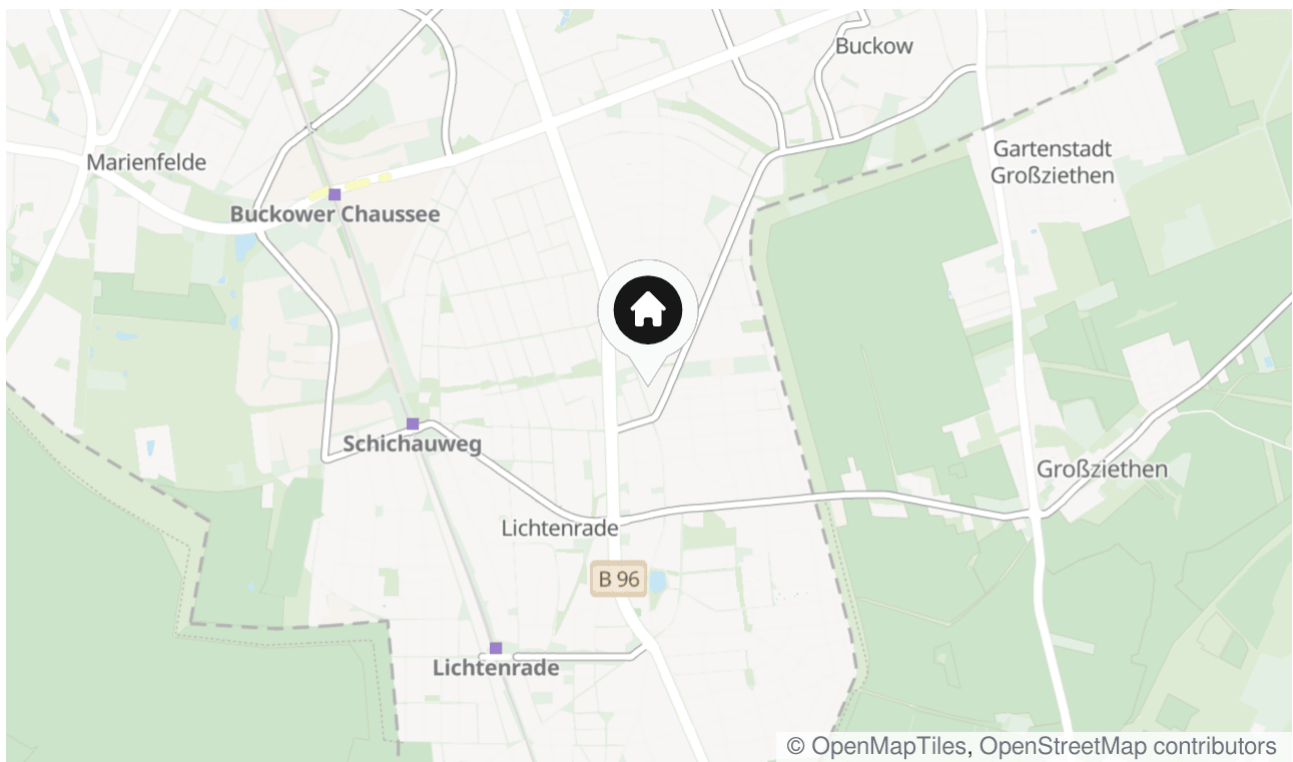 Buckow
Gartenstadt
Großziethen
Marienfelde
Buckower Chaussee
Schichauweg
Großziethen
Lichtenrade
B 96
Lichtenrade
© OpenMapTiles, OpenStreetMap contributors